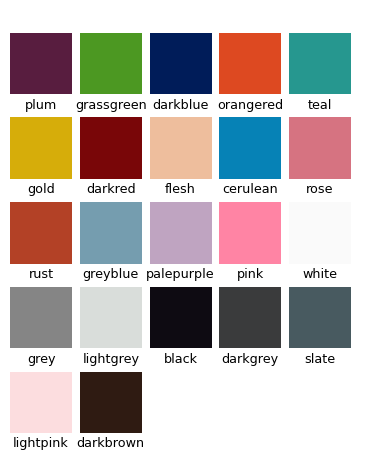 plum grassgreen darkblue orangered teal
gold darkred flesh cerulean rose
rust greyblue palepurple pink white
grey lightgrey black darkgrey slate
lightpink darkbrown